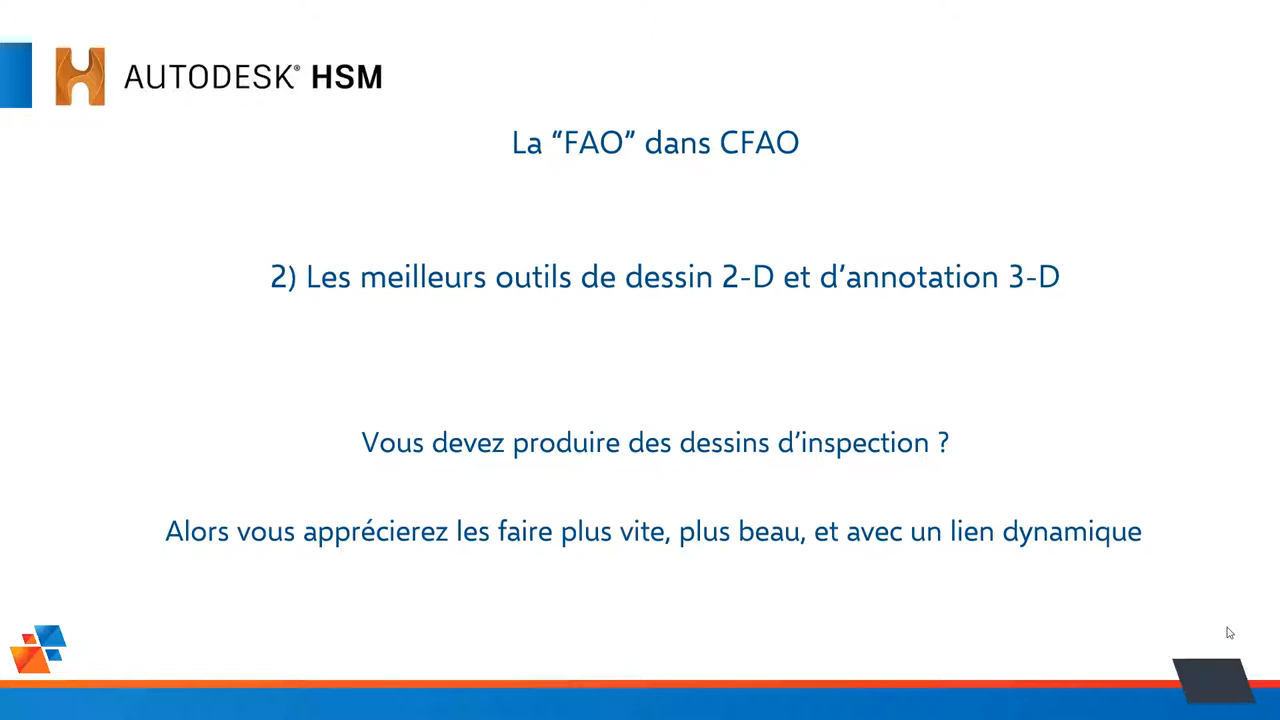 AUTODESK® HSM
La “FAO” dans CFAO
2) Les meilleurs outils de dessin 2-D et d’annotation 3-D
Vous devez produire des dessins d’inspection ?
Alors vous apprécierez les faire plus vite, plus beau, et avec un lien dynamique